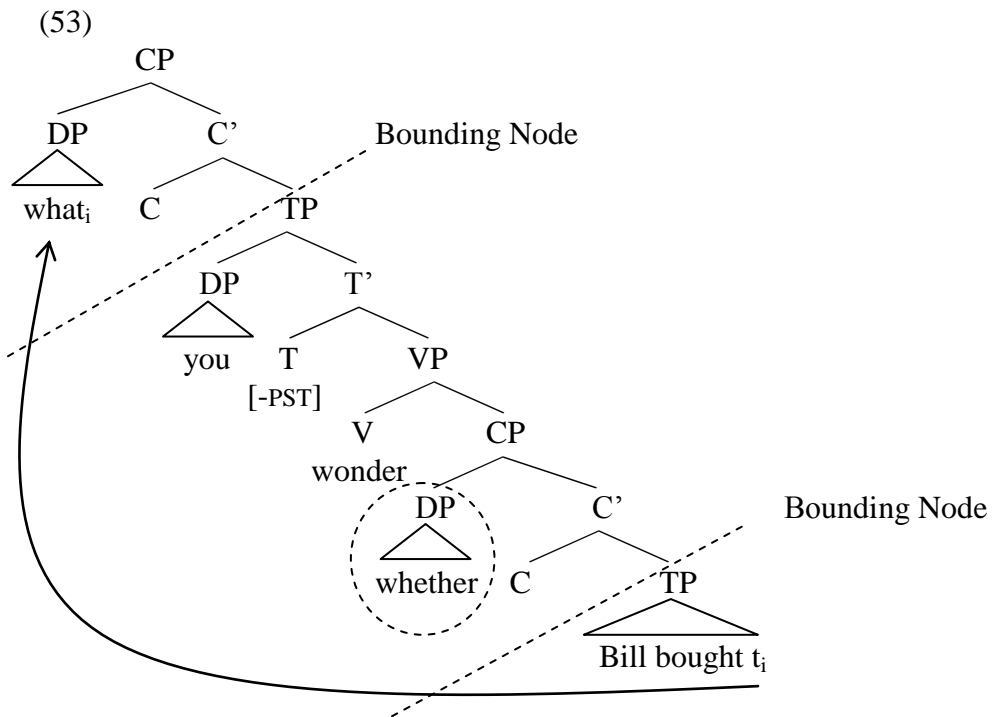 (53)
CP
DP C’ Bounding Node
what_i C TP
DP T’
you T VP
[-PST]
V CP
wonder
DP C’ Bounding Node
whether C TP
Bill bought t_i